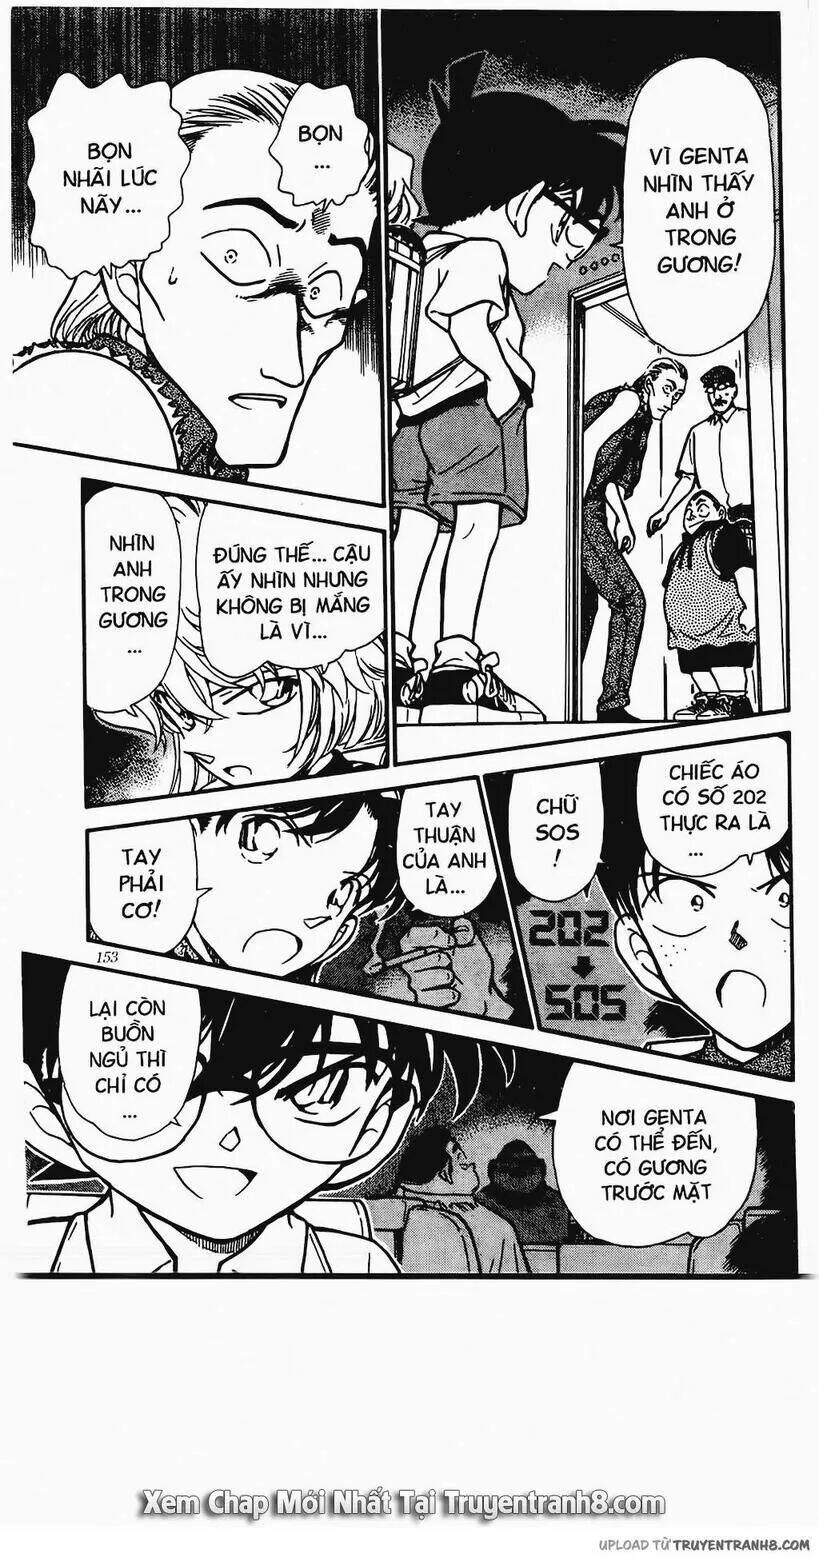 VÌ GENTA
NHÌN THẤY
ANH Ở
TRONG
GƯƠNG!
BỌN
...
BỌN
NHÃI LÚC
NÃY...
ĐÚNG THẾ... CẬU
ẤY NHÌN NHƯNG
KHÔNG BỊ MẮNG
LÀ VÌ...
NHÌN
ANH
TRONG
GƯƠNG
...
CHIẾC ÁO
CÓ SỐ 202
THỰC RA LÀ
...
CHỮ
SOS
!
202
SOS
TAY
THUẬN
CỦA ANH
LÀ...
TAY
PHẢI
CƠ!
153
NƠI GENTA
CÓ THỂ ĐẾN,
CÓ GƯƠNG
TRƯỚC MẶT
LẠI CÒN
BUỒN
NGỦ THÌ
CHỈ CÓ
...
Xem Chap Mới Nhất Tại Truyentranh8.com
UPLOAD TỪ TRUYENTRANH8.COM